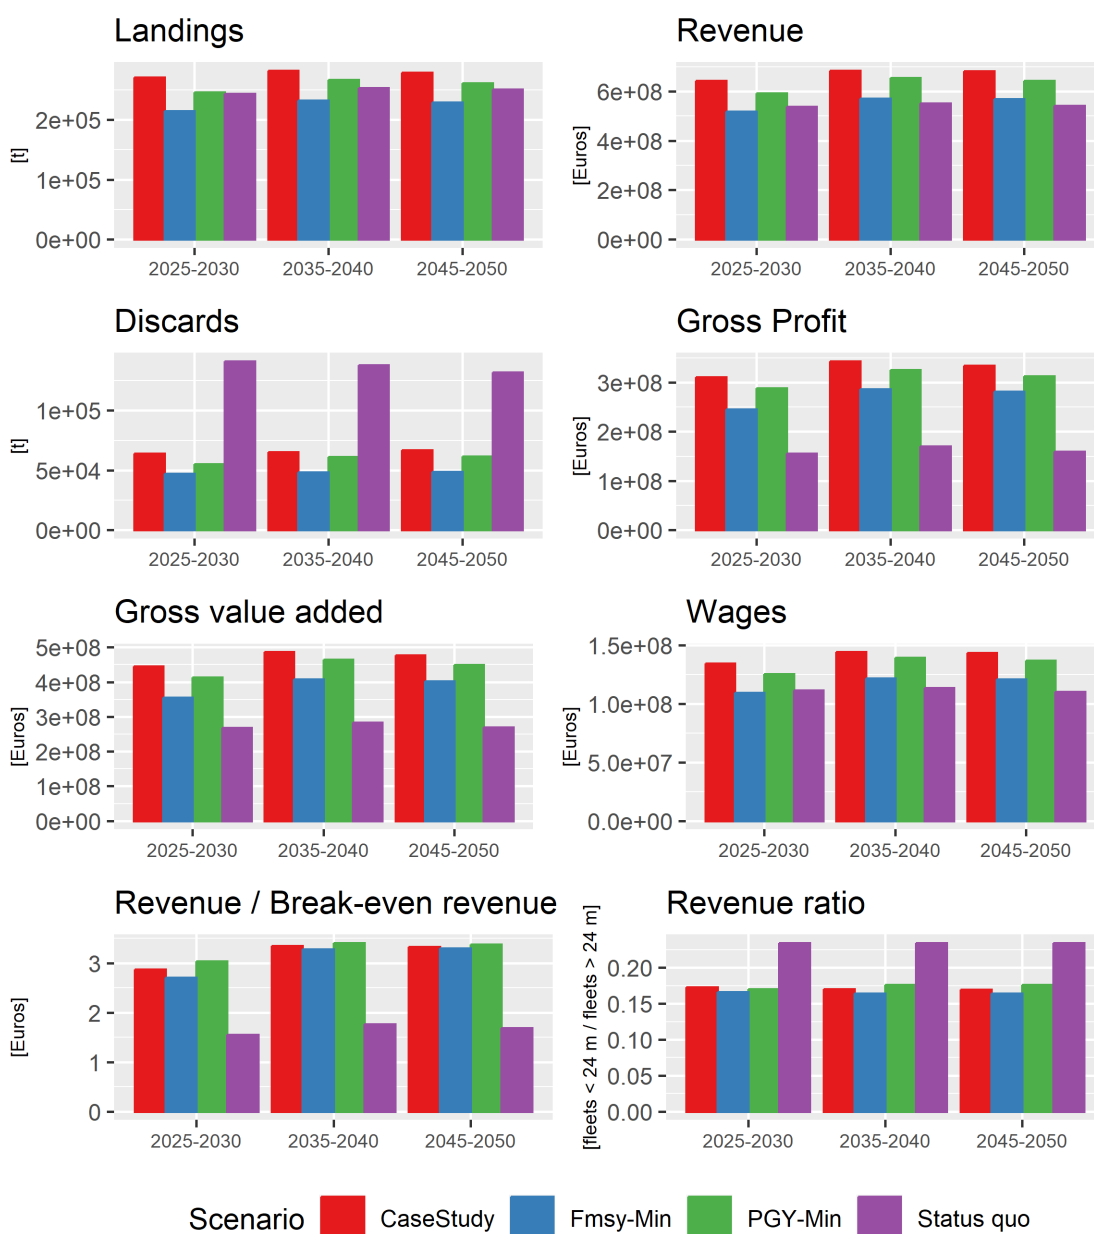 Landings
[t]
2e+05
1e+05
0e+00
2025-2030
2035-2040
2045-2050
Revenue
[Euros]
6e+08
4e+08
2e+08
0e+00
2025-2030
2035-2040
2045-2050
Discards
[t]
1e+05
5e+04
0e+00
2025-2030
2035-2040
2045-2050
Gross Profit
[Euros]
3e+08
2e+08
1e+08
0e+00
2025-2030
2035-2040
2045-2050
Gross value added
[Euros]
5e+08
4e+08
3e+08
2e+08
1e+08
0e+00
2025-2030
2035-2040
2045-2050
Wages
[Euros]
1.5e+08
1.0e+08
5.0e+07
0.0e+00
2025-2030
2035-2040
2045-2050
Revenue / Break-even revenue
[Euros]
3
2
1
0
2025-2030
2035-2040
2045-2050
Revenue ratio
[fleets < 24 m / fleets > 24 m]
0.20
0.15
0.10
0.05
0.00
2025-2030
2035-2040
2045-2050
Scenario
CaseStudy
Fmsy-Min
PGY-Min
Status quo